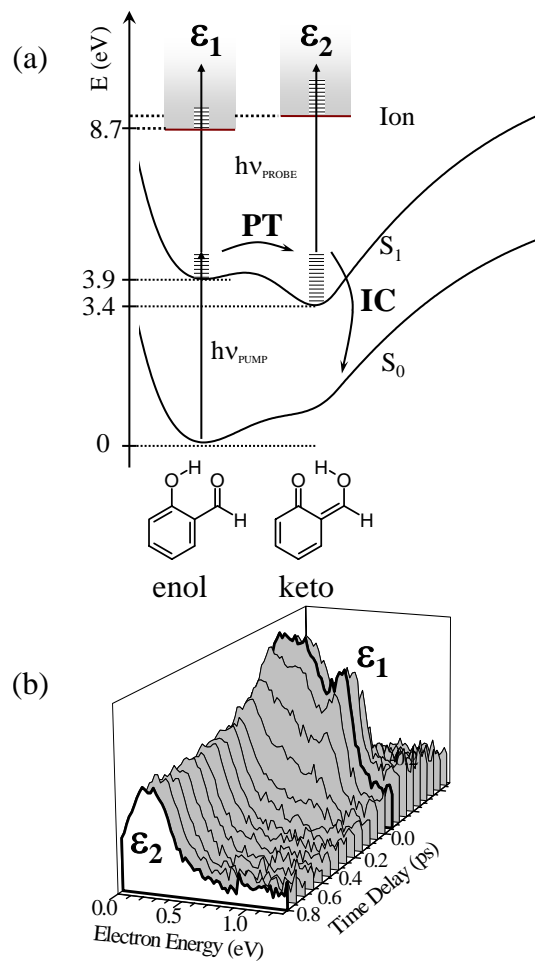 (a)
E (eV)
ε1
ε2
8.7
Ion
hνPROBE
PT
S1
3.9
3.4
IC
hνPUMP
S0
0
O H O H
O H O H
enol
keto
(b)
ε1
ε2
0.0
0.2
0.4
0.6
0.8
Time Delay (ps)
0.0
0.5
1.0
Electron Energy (eV)